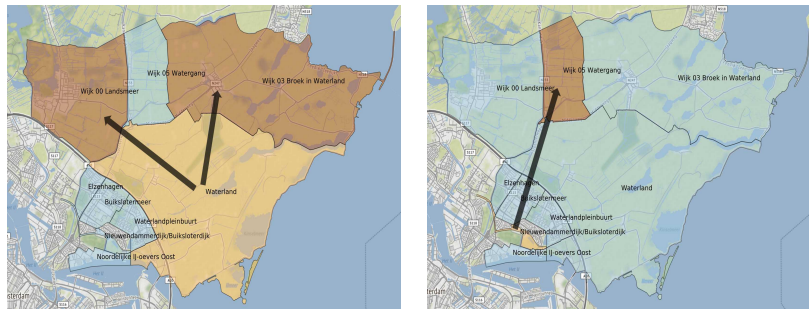 Wijk 05 Watergang
Wijk 03 Broek in Waterland
Wijk 00 Landsmeer
Elzenhagen
Waterland
Buikslotermeer
Waterlandpleinbuurt
Nieuwendammerdijk/Buiksloterdijk
Noordelijke IJ-oevers Oost
sterdam
Wijk 05 Watergang
Wijk 03 Broek in Waterland
Wijk 00 Landsmeer
Elzenhagen
Waterland
Buikslotermeer
Waterlandpleinbuurt
Nieuwendammerdijk/Buiksloterdijk
Noordelijke IJ-oevers Oost
terdam